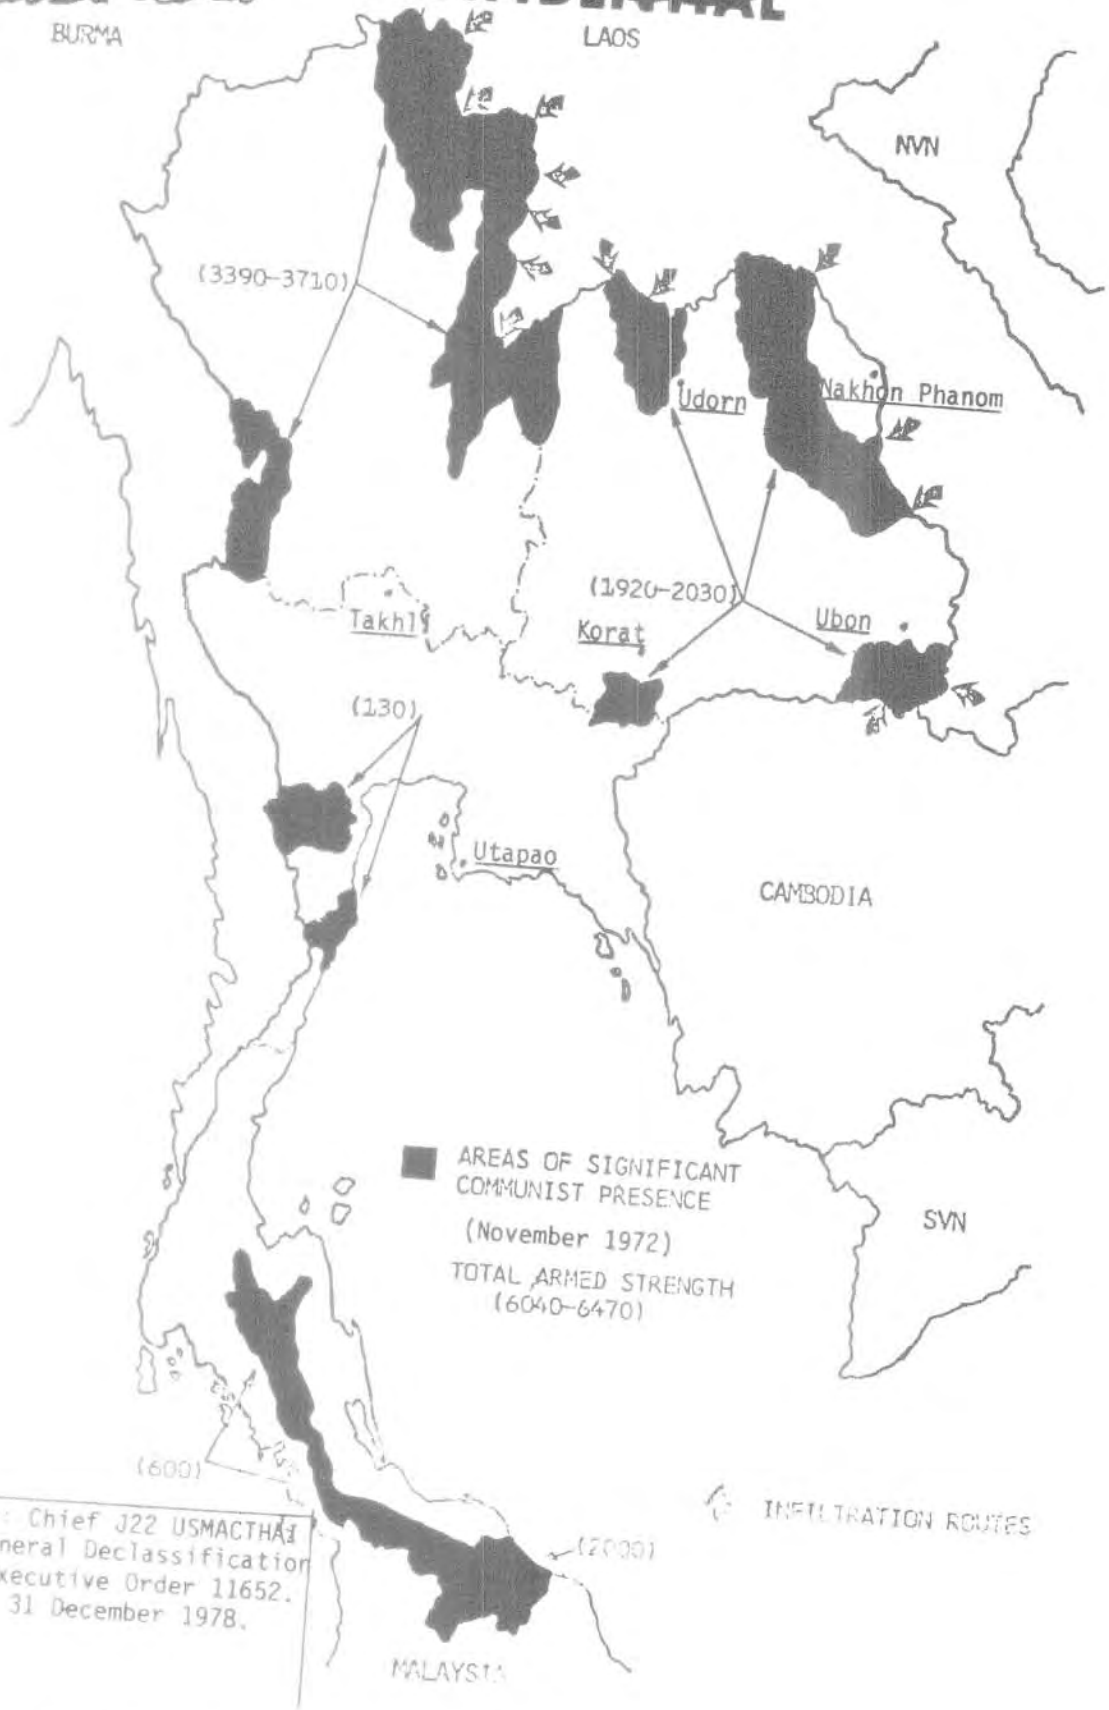 BURMA
LAOS
NVN
(3390-3710)
Udorn
Nakhon Phanom
(1920-2030)
Takhli
Korat
Ubon
(130)
Utapao
CAMBODIA
AREAS OF SIGNIFICANT
COMMUNIST PRESENCE
(November 1972)
TOTAL ARMED STRENGTH
(6040-6470)
SVN
(600)
INFILTRATION ROUTES
(2000)
: Chief J22 USMACTHAI
neral Declassification
xecutive Order 11652.
31 December 1978.
MALAYSIA